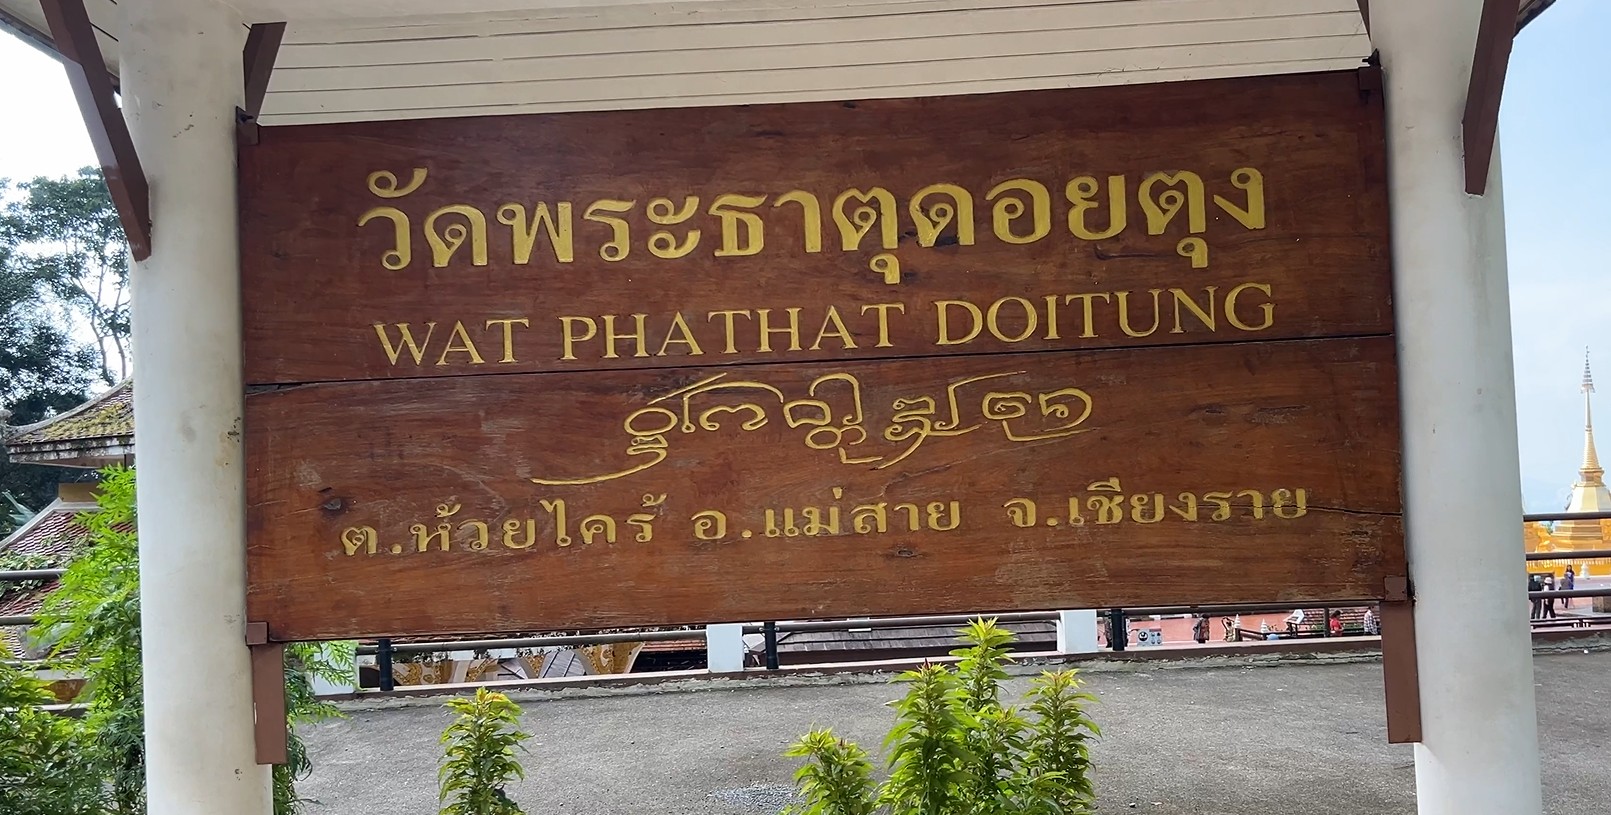 วัดพระธาตุดอยตุง
WAT PHATHAT DOITUNG
ต.ห้วยไคร้ อ.แม่สาย จ.เชียงราย